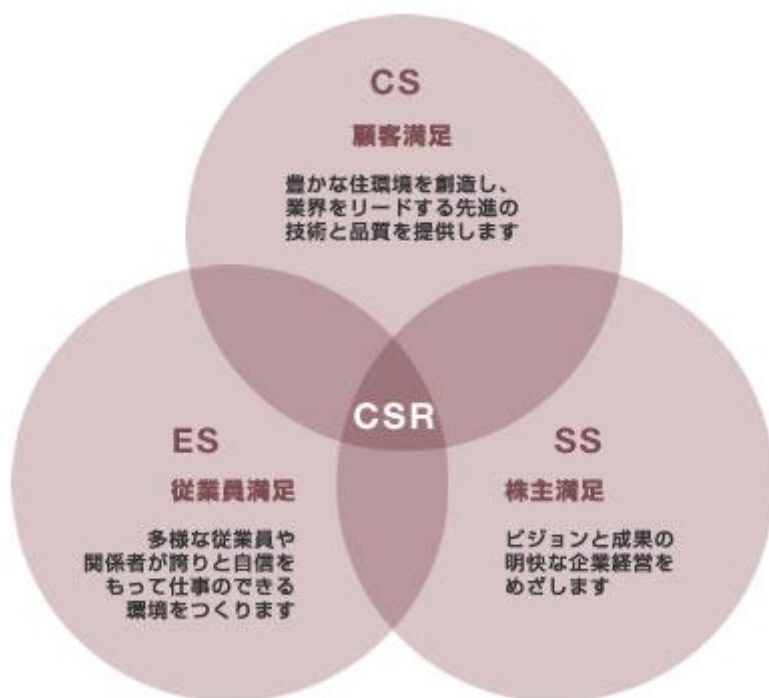 CS
顧客満足
豊かな住環境を創造し、
業界をリードする先進の
技術と品質を提供します
CSR
ES
従業員満足
多様な従業員や
関係者が誇りと自信を
もって仕事のできる
環境をつくります
SS
株主満足
ビジョンと成果の
明快な企業経営を
めざします